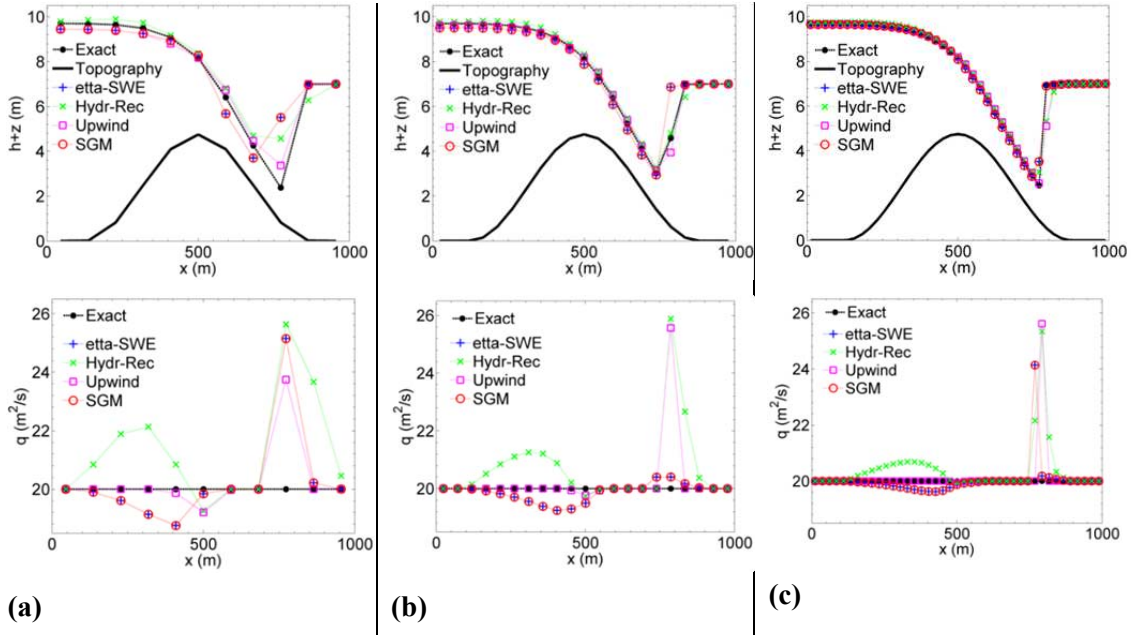 10
8
6
4
2
0
h+z (m)
Exact
Topography
etta-SWE
Hydr-Rec
Upwind
SGM
0
500
1000
x (m)
10
8
6
4
2
0
h+z (m)
Exact
Topography
etta-SWE
Hydr-Rec
Upwind
SGM
0
500
1000
x (m)
10
8
6
4
2
0
h+z (m)
Exact
Topography
etta-SWE
Hydr-Rec
Upwind
SGM
0
500
1000
x (m)
26
24
22
20
q (m²/s)
Exact
etta-SWE
Hydr-Rec
Upwind
SGM
0
500
1000
x (m)
26
24
22
20
q (m²/s)
Exact
etta-SWE
Hydr-Rec
Upwind
SGM
0
500
1000
x (m)
26
24
22
20
q (m²/s)
Exact
etta-SWE
Hydr-Rec
Upwind
SGM
0
500
1000
x (m)
(a)
(b)
(c)